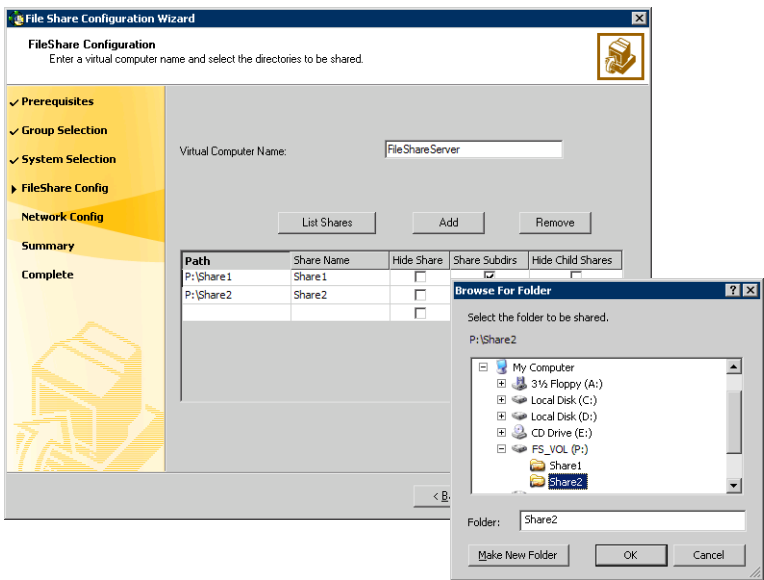 File Share Configuration Wizard
FileShare Configuration
Enter a virtual computer name and select the directories to be shared.
Prerequisites
Group Selection
System Selection
FileShare Config
Network Config
Summary
Complete
Virtual Computer Name: FileShareServer
List Shares Add Remove
Path Share Name Hide Share Share Subdirs Hide Child Shares
P:\Share1 Share1
P:\Share2 Share2
< B
Browse For Folder
Select the folder to be shared.
P:\Share2
My Computer
3½ Floppy (A:)
Local Disk (C:)
Local Disk (D:)
CD Drive (E:)
FS_VOL (P:)
Share1
Share2
Folder: Share2
Make New Folder OK Cancel